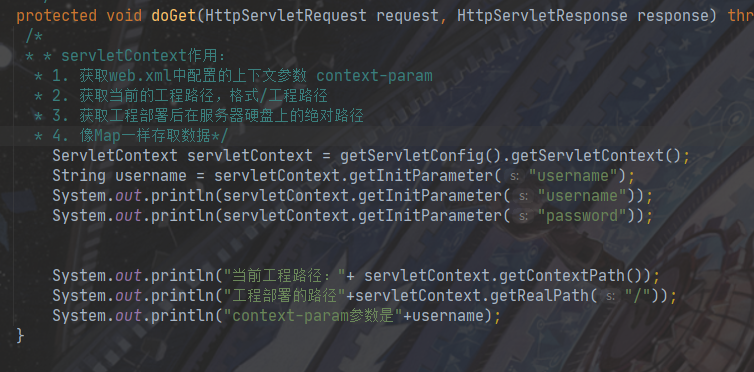 protected void doGet(HttpServletRequest request, HttpServletResponse response) thr
/*
* * servletContext作用:
* 1. 获取web.xml中配置的上下文参数 context-param
* 2. 获取当前的工程路径，格式/工程路径
* 3. 获取工程部署后在服务器硬盘上的绝对路径
* 4. 像Map一样存取数据*/
ServletContext servletContext = getServletConfig().getServletContext();
String username = servletContext.getInitParameter( s: "username");
System.out.println(servletContext.getInitParameter( s: "username"));
System.out.println(servletContext.getInitParameter( s: "password"));
System.out.println("当前工程路径："+ servletContext.getContextPath());
System.out.println("工程部署的路径"+servletContext.getRealPath( s: "/"));
System.out.println("context-param参数是"+username);
}